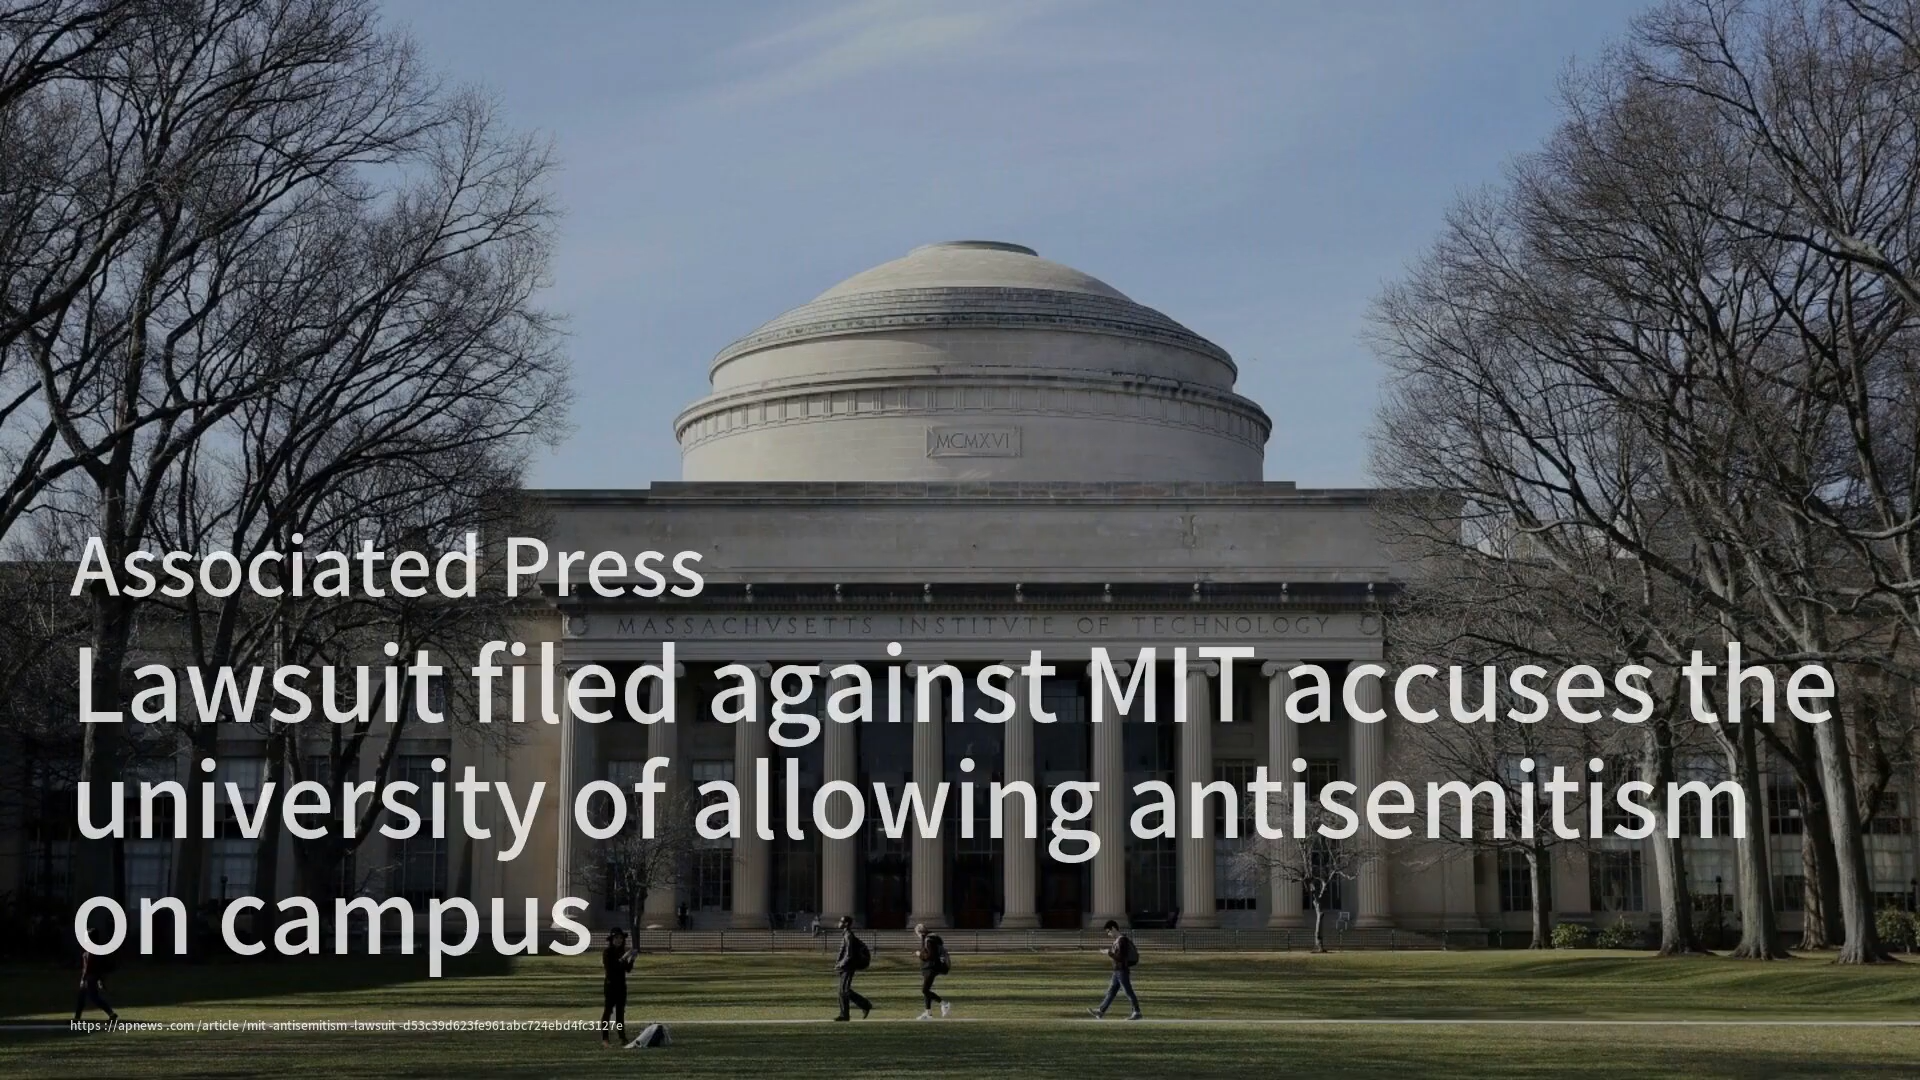 MCMXVI
Associated Press
MASSACHVSETTS INSTITVTE OF TECHNOLOGY
Lawsuit filed against MIT accuses the
university of allowing antisemitism
on campus
https://apnews.com/article/mit-antisemitism-lawsuit-d53c39d623fe961abc724ebd4fc3127e